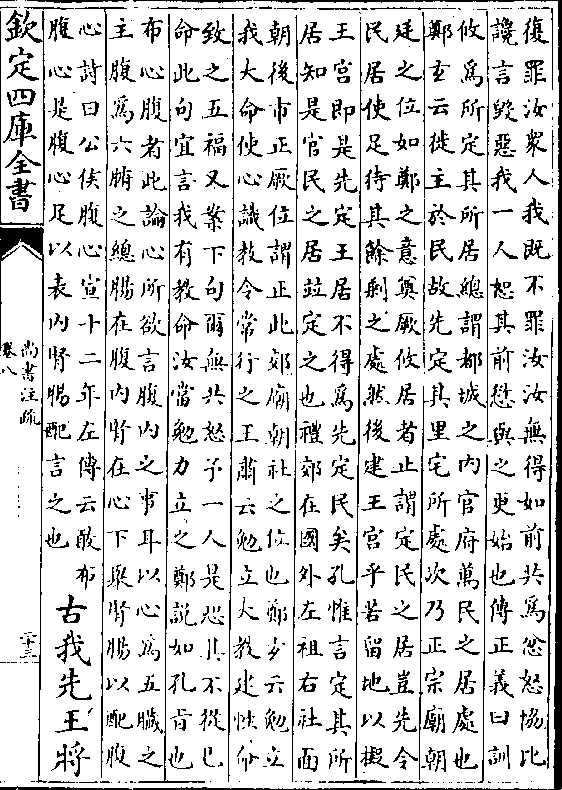 復罪汝衆人我既不罪汝汝無得如前共為忿怒協比
讒言毀惡我一人恕其前愆與之更始也傳正義曰訓
攸為所定其所居總謂都城之內官府萬民之居處也
鄭玄云徙主於民故先定其里宅所處次乃正宗廟朝
廷之位如鄭之意奠厥攸居者止謂定民之居豈先令
民居使足待其餘剩之處然後建王宮乎若留地以擬
王宮即是先定王居不得為先定民矣孔惟言定其所
居知是官民之居竝定之也禮郊在國外左祖右社面
朝後市正厥位謂正此郊廟朝社之位也鄭玄云勉立
我大命使心識教令常行之王肅云勉立大教建性命
致之五福又案下句爾無共怒予一人是恐其不從已
命此句宜言我有教命汝當勉力立之鄭說如孔旨也
布心腹者此論心所欲言腹內之事耳以心為五臟之
主腹為六腑之總腸在腹內腎在心下舉腎腸以配腹
心詩曰公侯腹心宣十二年左傳云敢布
腹心是腹心足以表內腎腸配言之也
古我先王將
欽定四庫全書
尚書注疏
卷八
二十三